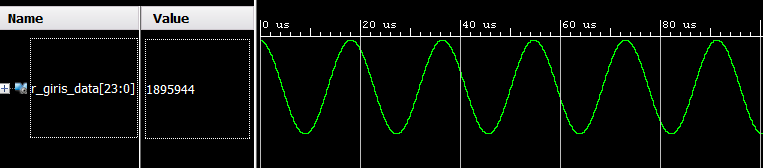 Name Value 0 us 20 us 40 us 60 us 80 us
r_giris_data[23:0] 1895944